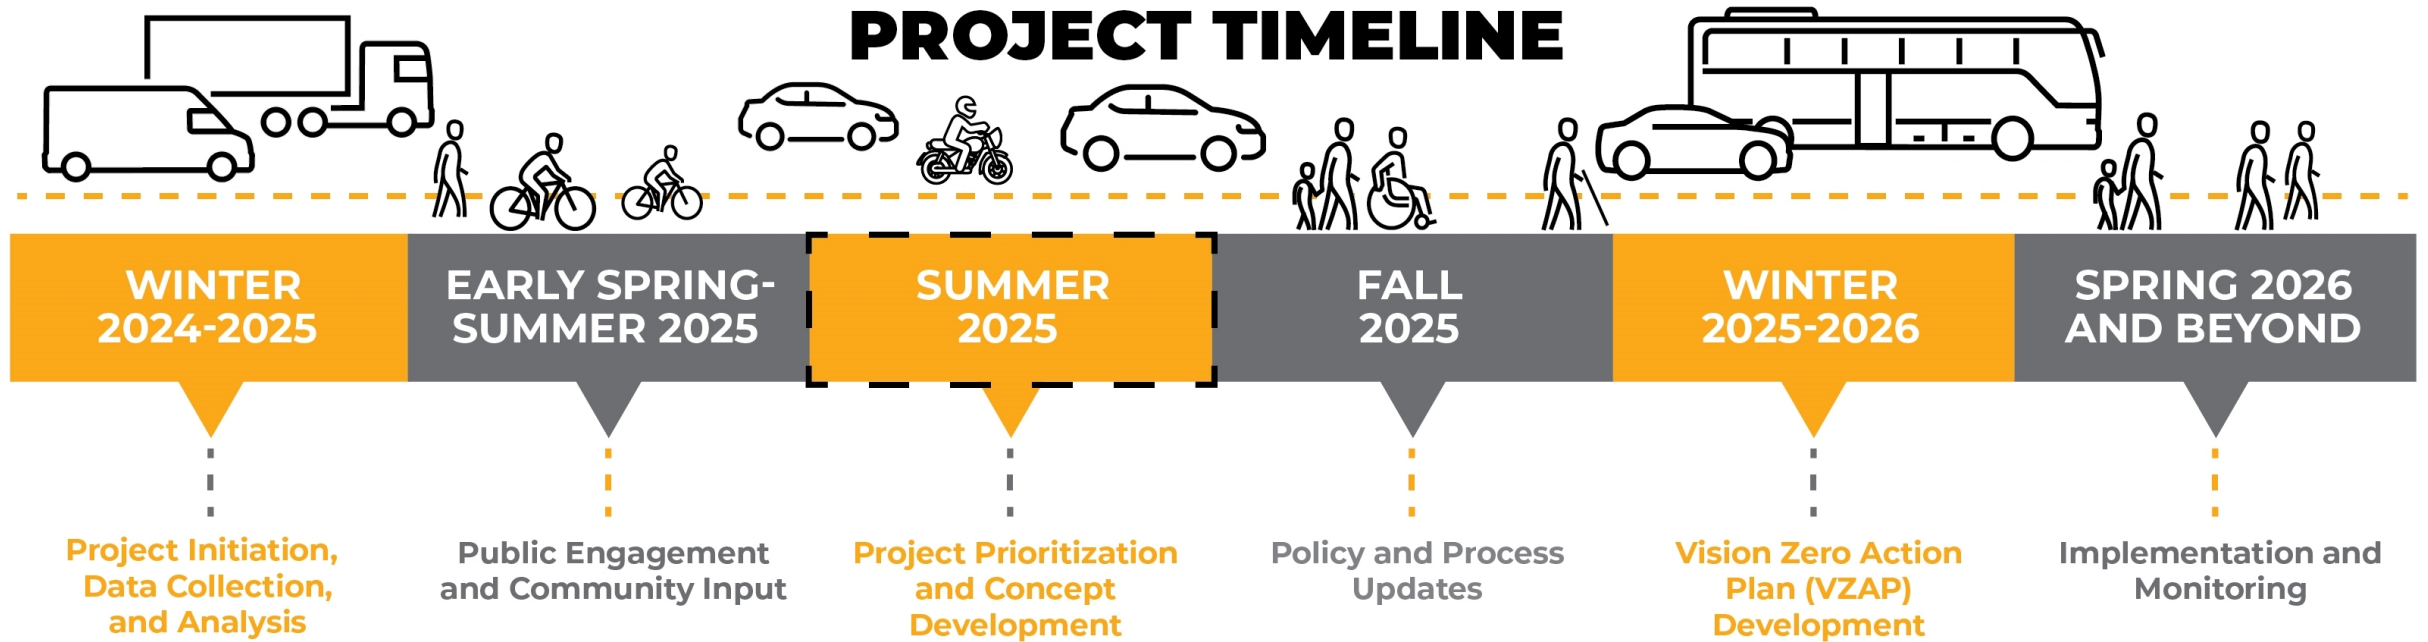 PROJECT TIMELINE
WINTER
2024-2025
EARLY SPRING-
SUMMER 2025
SUMMER
2025
FALL
2025
WINTER
2025-2026
SPRING 2026
AND BEYOND
Project Initiation,
Data Collection,
and Analysis
Public Engagement
and Community Input
Project Prioritization
and Concept
Development
Policy and Process
Updates
Vision Zero Action
Plan (VZAP)
Development
Implementation and
Monitoring